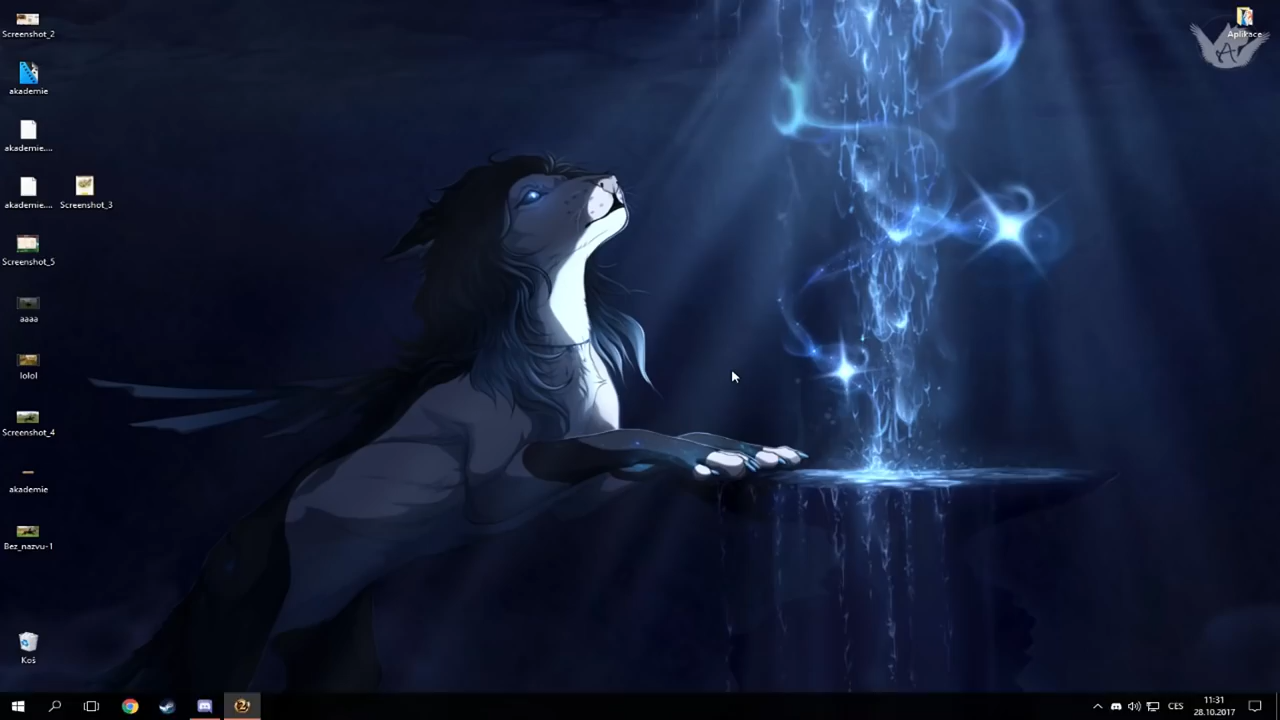 Screenshot_2
akademie
akademie....
akademie....
Screenshot_3
Screenshot_5
aaaa
lolol
Screenshot_4
akademie
Bez_nazvu-1
Koš
Aplikace
CES
11:31
28.10.2017